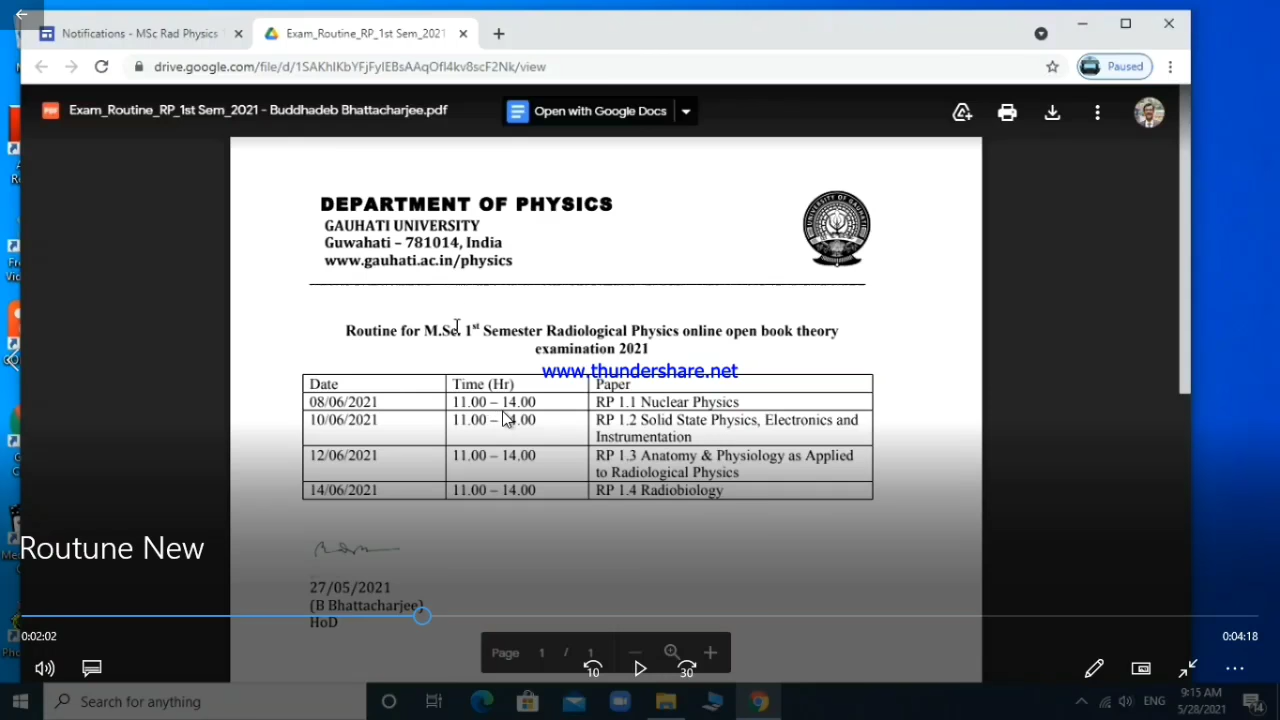 Notifications - MSc Rad Physics
Exam_Routine_RP_1st Sem_2021
drive.google.com/file/d/1SAKhIKbYFjFylEBsAAqOfl4kv8scF2Nk/view
Paused
Exam_Routine_RP_1st Sem_2021 - Buddhadeb Bhattacharjee.pdf
Open with Google Docs
DEPARTMENT OF PHYSICS
GAUHATI UNIVERSITY
Guwahati – 781014, India
www.gauhati.ac.in/physics
Routine for M.Sc. 1st Semester Radiological Physics online open book theory
examination 2021
www.thundershare.net
Date Time (Hr) Paper
08/06/2021 11.00 – 14.00 RP 1.1 Nuclear Physics
10/06/2021 11.00 – 14.00 RP 1.2 Solid State Physics, Electronics and
Instrumentation
12/06/2021 11.00 – 14.00 RP 1.3 Anatomy & Physiology as Applied
to Radiological Physics
14/06/2021 11.00 – 14.00 RP 1.4 Radiobiology
Routune New
27/05/2021
(B Bhattacharjee)
HoD
0:02:02 0:04:18
Page 1 / 1
10 30
Search for anything
ENG
9:15 AM
5/28/2021
14